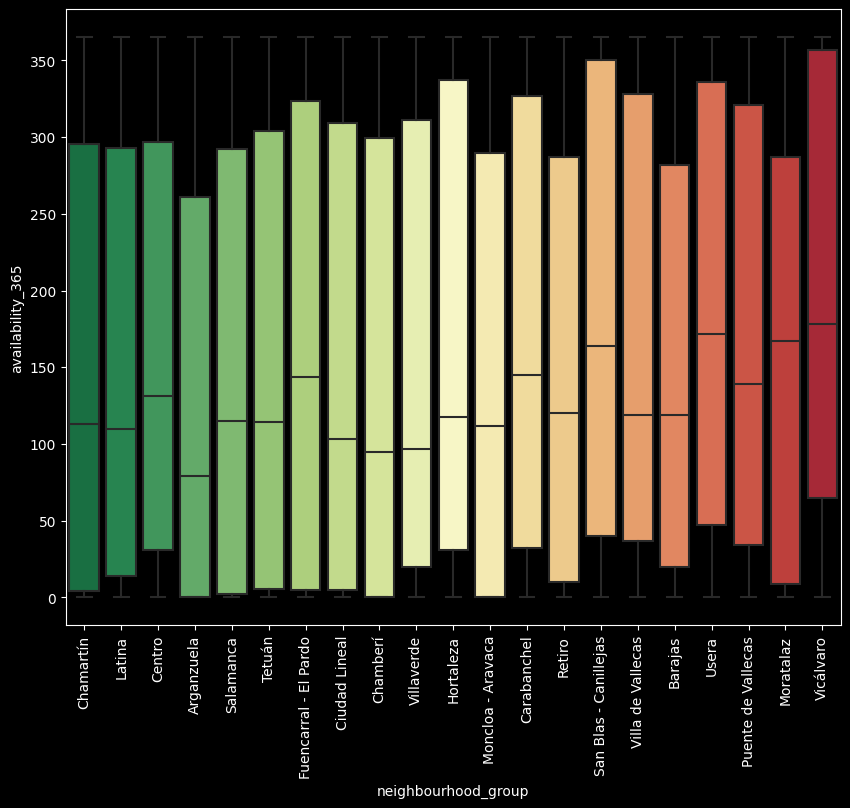 350
300
250
200
150
100
50
0
availability_365
Chamartín
Latina
Centro
Arganzuela
Salamanca
Tetuán
Fuencarral - El Pardo
Ciudad Lineal
Chamberí
Villaverde
Hortaleza
Moncloa - Aravaca
Carabanchel
Retiro
San Blas - Canillejas
Villa de Vallecas
Barajas
Usera
Puente de Vallecas
Moratalaz
Vicálvaro
neighbourhood_group